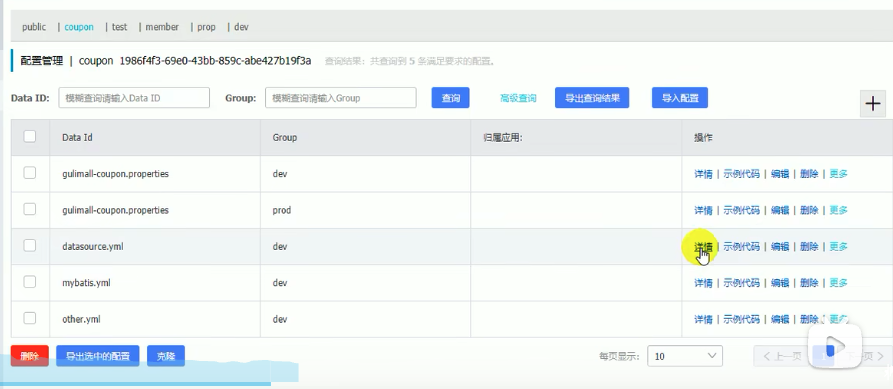 public | coupon | test | member | prop | dev
配置管理 | coupon 1986f4f3-69e0-43bb-859c-abe427b19f3a 查询结果：共查询到 5 条满足要求的配置。
Data ID: 模糊查询请输入Data ID Group: 模糊查询请输入Group 查询 高级查询 导出查询结果 导入配置 +
Data Id Group 归属应用: 操作
gulimall-coupon.properties dev 详情 | 示例代码 | 编辑 | 删除 | 更多
gulimall-coupon.properties prod 详情 | 示例代码 | 编辑 | 删除 | 更多
datasource.yml dev 详情 | 示例代码 | 编辑 | 删除 | 更多
mybatis.yml dev 详情 | 示例代码 | 编辑 | 删除 | 更多
other.yml dev 详情 | 示例代码 | 编辑 | 删除 | 更多
删除 导出选中的配置 克隆 每页显示: 10 < 上一页 1 一页 >